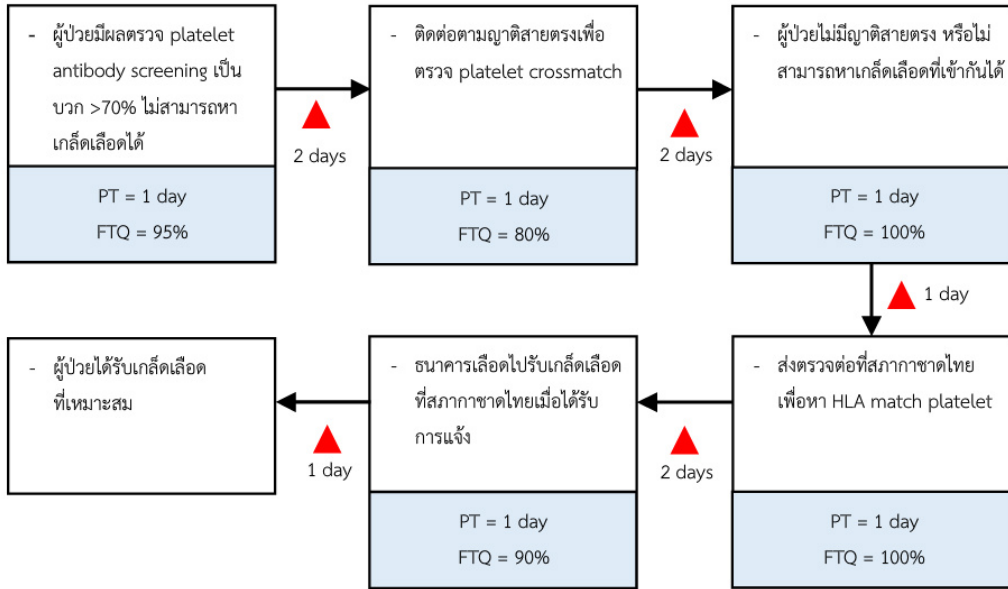 - ผู้ป่วยมีผลตรวจ platelet
antibody screening เป็น
บวก >70% ไม่สามารถหา
เกล็ดเลือดได้
PT = 1 day
FTQ = 95%
2 days
- ติดต่อตามญาติสายตรงเพื่อ
ตรวจ platelet crossmatch
PT = 1 day
FTQ = 80%
2 days
- ผู้ป่วยไม่มีญาติสายตรง หรือไม่
สามารถหาเกล็ดเลือดที่เข้ากันได้
PT = 1 day
FTQ = 100%
1 day
- ส่งตรวจต่อที่สภากาชาดไทย
เพื่อหา HLA match platelet
PT = 1 day
FTQ = 100%
2 days
- ธนาคารเลือดไปรับเกล็ดเลือด
ที่สภากาชาดไทยเมื่อได้รับ
การแจ้ง
PT = 1 day
FTQ = 90%
1 day
- ผู้ป่วยได้รับเกล็ดเลือด
ที่เหมาะสม